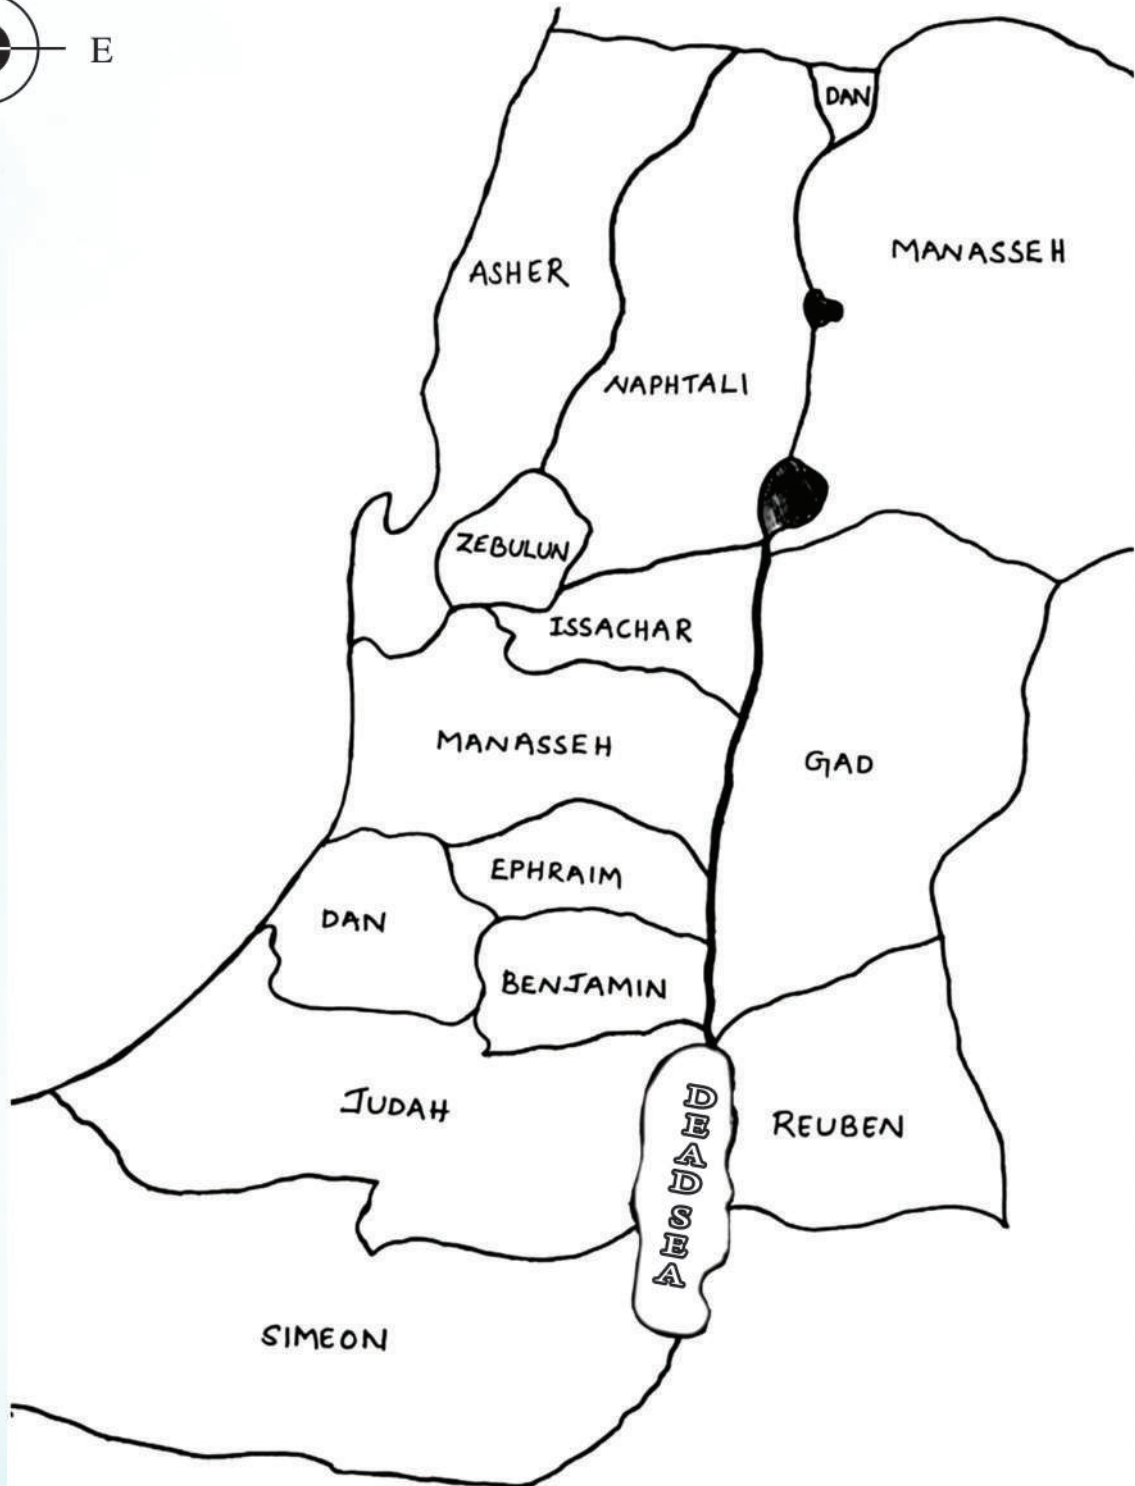 E
DAN
MANASSEH
ASHER
NAPHTALI
ZEBULUN
ISSACHAR
MANASSEH
GAD
EPHRAIM
DAN
BENJAMIN
JUDAH
DEAD SEA
REUBEN
SIMEON